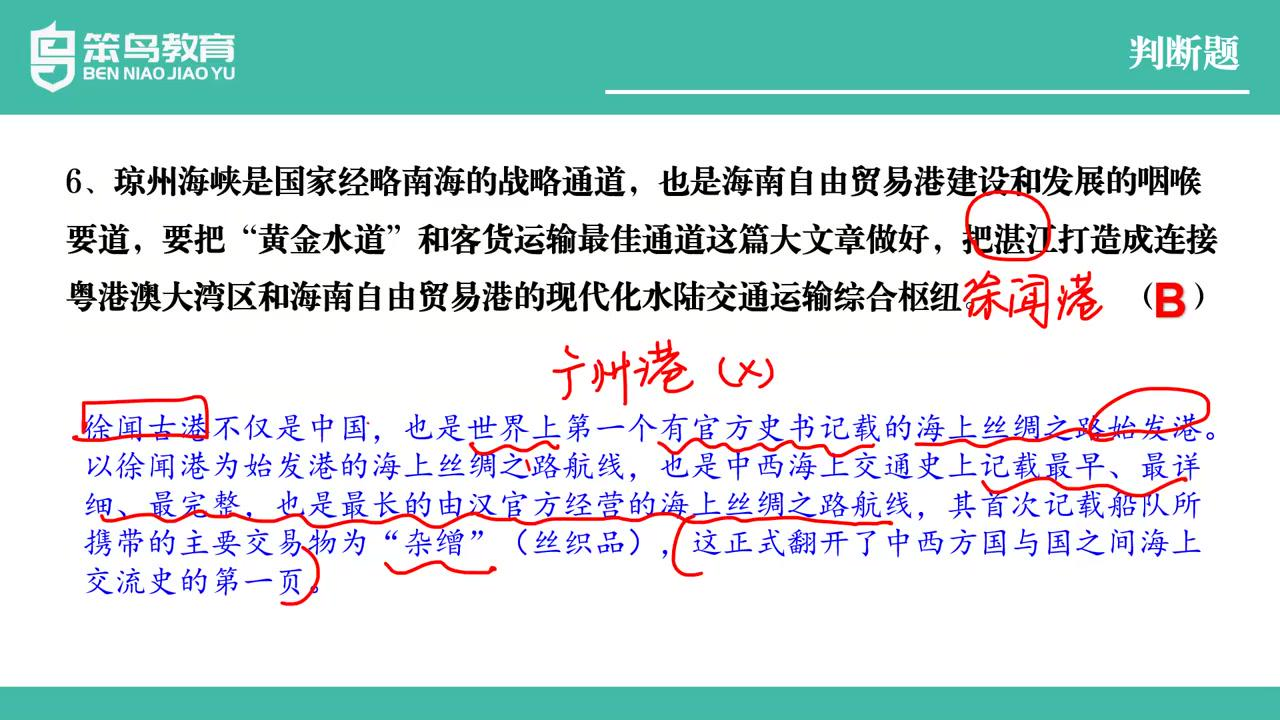 笨鸟教育
BEN NIAO JIAO YU
判断题
6、琼州海峡是国家经略南海的战略通道，也是海南自由贸易港建设和发展的咽喉
要道，要把“黄金水道”和客货运输最佳通道这篇大文章做好，把湛江打造成连接
粤港澳大湾区和海南自由贸易港的现代化水陆交通运输综合枢纽。徐闻港 （B）
广州港（×）
徐闻古港不仅是中国，也是世界上第一个有官方史书记载的海上丝绸之路始发港。
以徐闻港为始发港的海上丝绸之路航线，也是中西海上交通史上记载最早、最详
细、最完整，也是最长的由汉官方经营的海上丝绸之路航线，其首次记载船队所
携带的主要交易物为“杂缯”（丝织品），这正式翻开了中西方国与国之间海上
交流史的第一页。